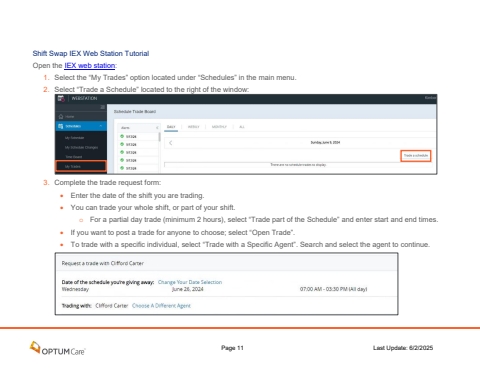 Shift Swap IEX Web Station Tutorial
Open the IEX web station:
1. Select the “My Trades” option located under “Schedules” in the main menu.
2. Select “Trade a Schedule” located to the right of the window:
WEBSTATION
Home
Schedule Trade Board
SCHEDULES
Alerts
DAILY WEEKLY MONTHLY ALL
My Schedule
My Schedule Changes
Trade Board
My Trades
Sunday June 9, 2024
Trade a schedule
There are no schedule trades to display.
3. Complete the trade request form:
• Enter the date of the shift you are trading.
• You can trade your whole shift, or part of your shift.
o For a partial day trade (minimum 2 hours), select “Trade part of the Schedule” and enter start and end times.
• If you want to post a trade for anyone to choose; select “Open Trade”.
• To trade with a specific individual, select “Trade with a Specific Agent”. Search and select the agent to continue.
Request a trade with Clifford Carter
Date of the schedule you're giving away: Change Your Date Selection
Wednesday June 26, 2024 07:00 AM - 03:30 PM (All day)
Trading with: Clifford Carter Choose A Different Agent
OPTUM Care
Page 11
Last Update: 6/2/2025